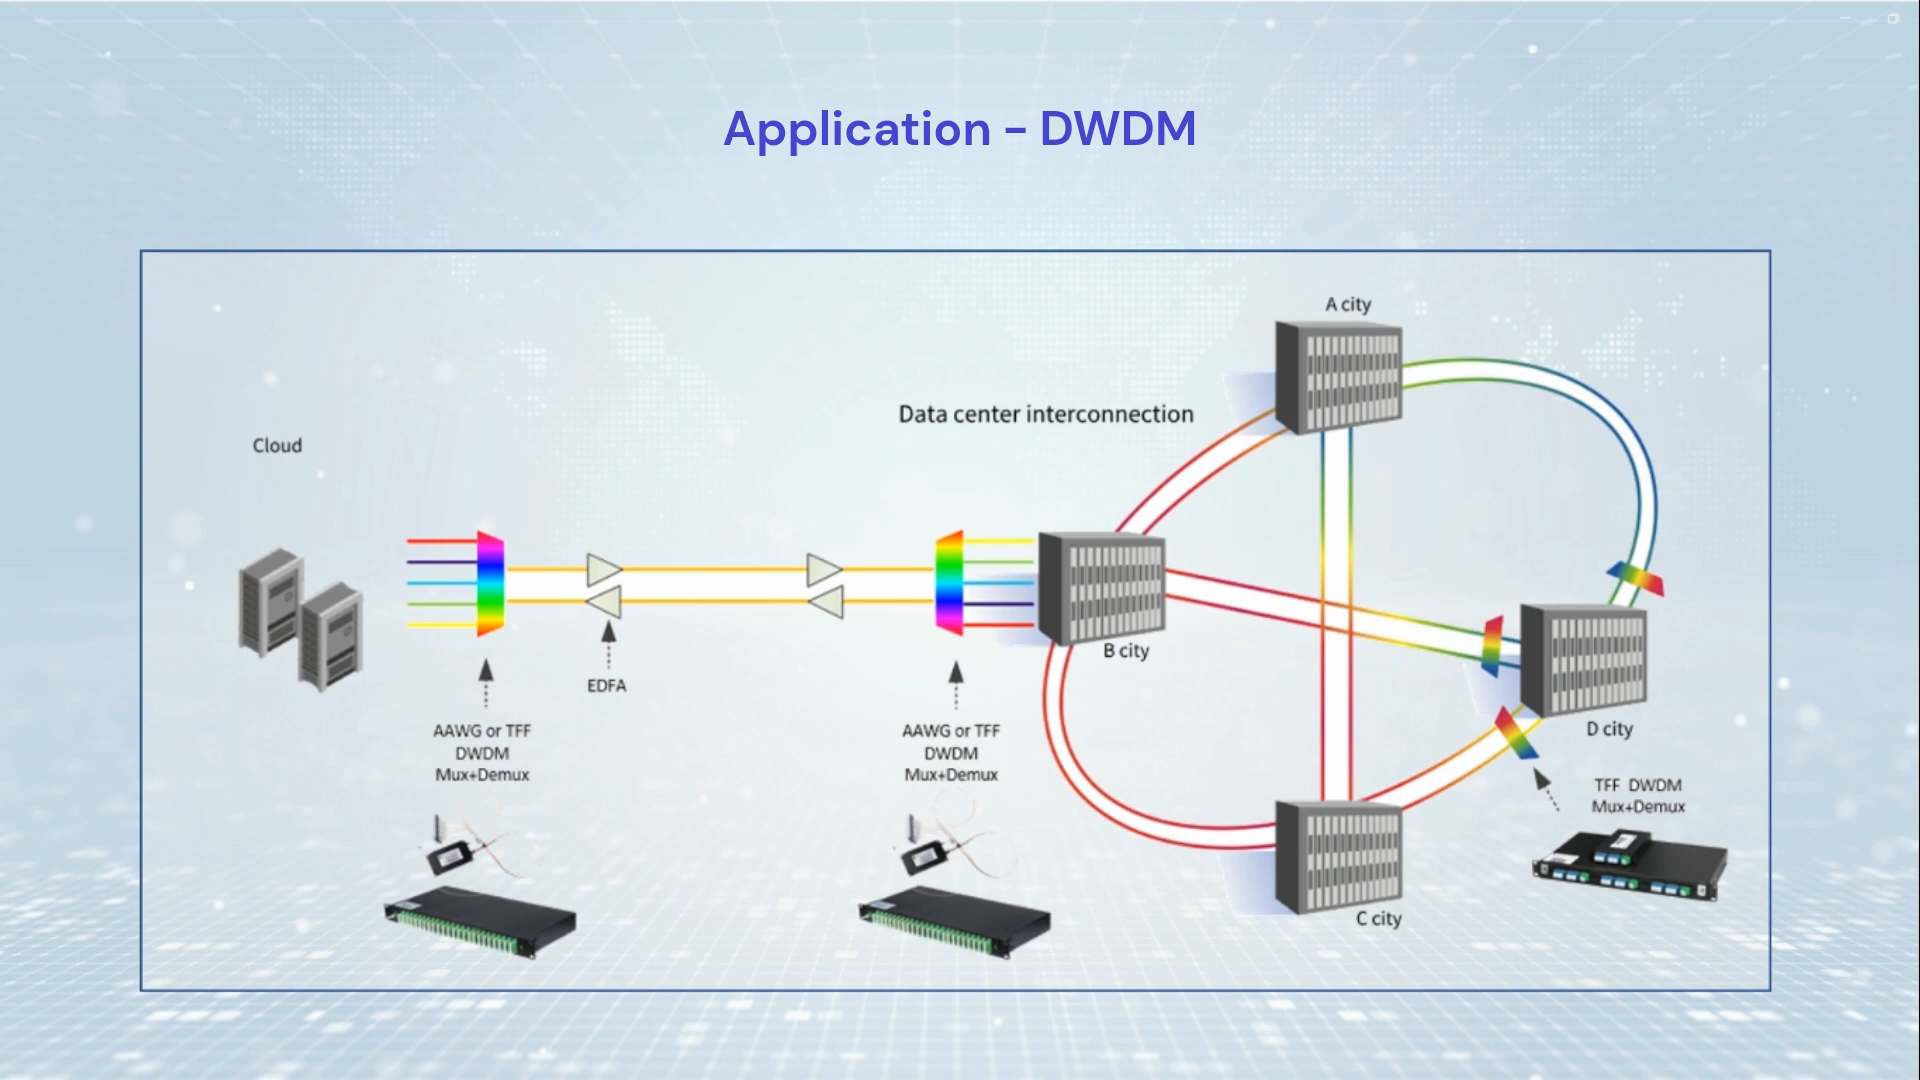 Application - DWDM
A city
Data center interconnection
Cloud
B city
EDFA
D city
AAWG or TFF
DWDM
Mux+Demux
AAWG or TFF
DWDM
Mux+Demux
TFF DWDM
Mux+Demux
C city